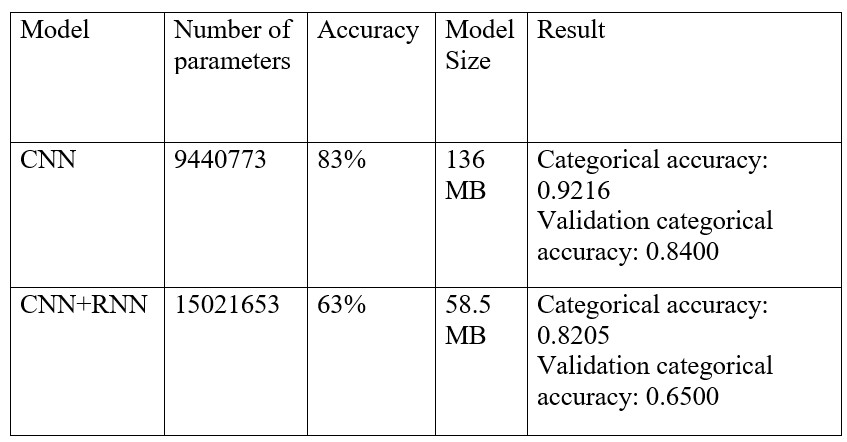 Model
Number of
parameters
Accuracy
Model
Size
Result
CNN
9440773
83%
136
MB
Categorical accuracy:
0.9216
Validation categorical
accuracy: 0.8400
CNN+RNN
15021653
63%
58.5
MB
Categorical accuracy:
0.8205
Validation categorical
accuracy: 0.6500